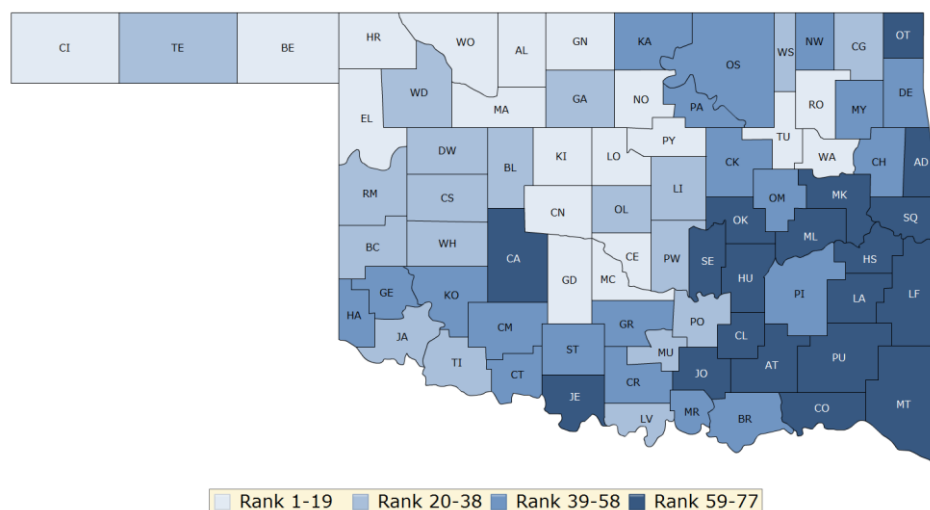 CI
TE
BE
HR
WO
AL
GN
KA
OS
WS
NW
CG
OT
EL
WD
MA
GA
NO
PA
RO
MY
DE
DW
BL
KI
LO
PY
CK
TU
WA
CH
AD
RM
CS
CN
OL
LI
OK
OM
MK
SQ
BC
WH
CA
GD
MC
CE
PW
SE
HU
ML
HS
HA
GE
KO
CM
GR
PO
CL
PI
LA
LF
JA
TI
CT
ST
MU
CR
JO
AT
PU
JE
LV
MR
BR
CO
MT
Rank 1-19 Rank 20-38 Rank 39-58 Rank 59-77